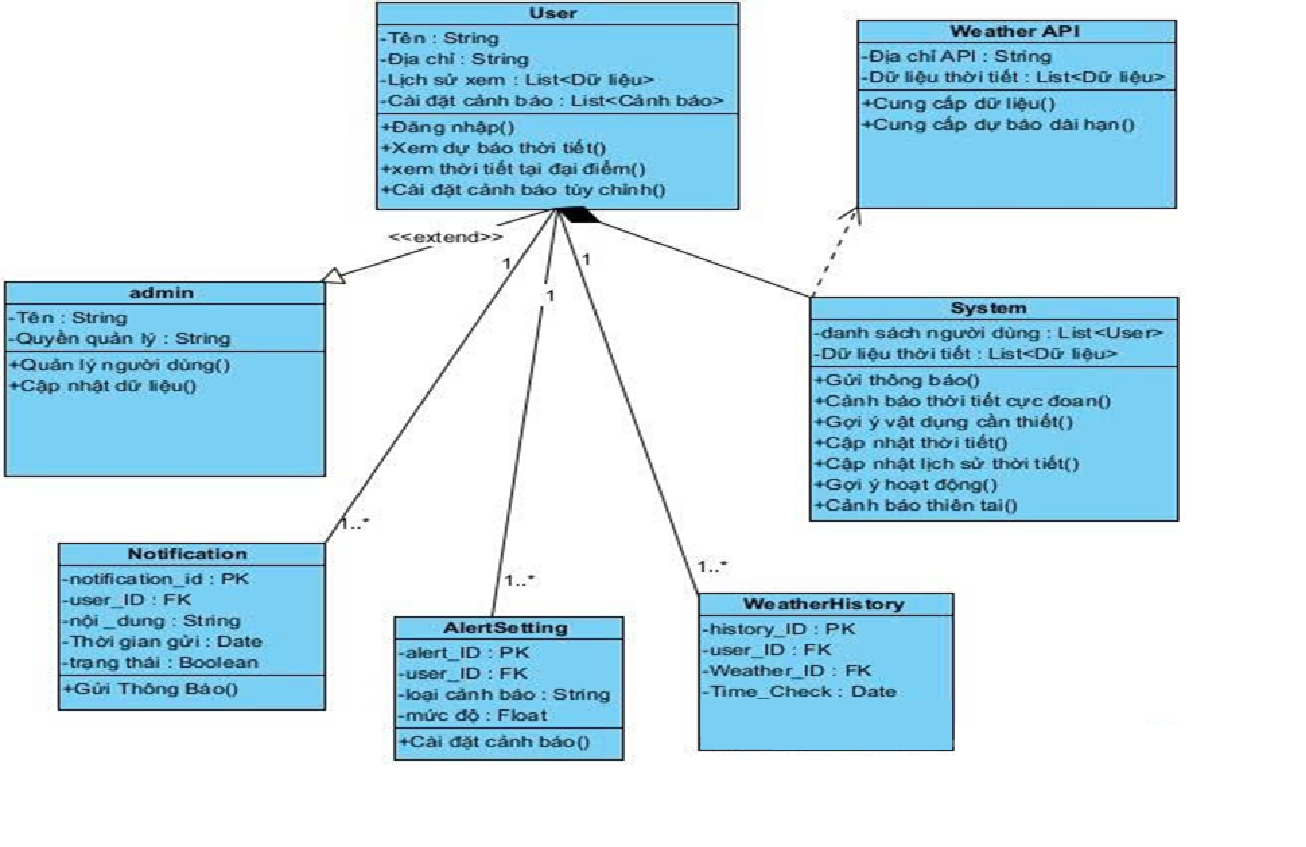 User
-Tên : String
-Địa chỉ : String
-Lịch sử xem : List<Dữ liệu>
-Cài đặt cảnh báo : List<Cảnh báo>
+Đăng nhập()
+Xem dự báo thời tiết()
+xem thời tiết tại đại điểm()
+Cài đặt cảnh báo tùy chỉnh()
Weather API
-Địa chỉ API : String
-Dữ liệu thời tiết : List<Dữ liệu>
+Cung cấp dữ liệu()
+Cung cấp dự báo dài hạn()
<<extend>>
1
1
1
admin
-Tên : String
-Quyền quản lý : String
+Quản lý người dùng()
+Cập nhật dữ liệu()
System
-danh sách người dùng : List<User>
-Dữ liệu thời tiết : List<Dữ liệu>
+Gửi thông báo()
+Cảnh báo thời tiết cực đoan()
+Gợi ý vật dụng cần thiết()
+Cập nhật thời tiết()
+Cập nhật lịch sử thời tiết()
+Gợi ý hoạt động()
+Cảnh báo thiên tai()
1..*
1..*
1..*
Notification
-notification_id : PK
-user_ID : FK
-nội _dung : String
-Thời gian gửi : Date
-trạng thái : Boolean
+Gửi Thông Báo()
AlertSetting
-alert_ID : PK
-user_ID : FK
-loại cảnh báo : String
-mức độ : Float
+Cài đặt cảnh báo()
WeatherHistory
-history_ID : PK
-user_ID : FK
-Weather_ID : FK
-Time_Check : Date